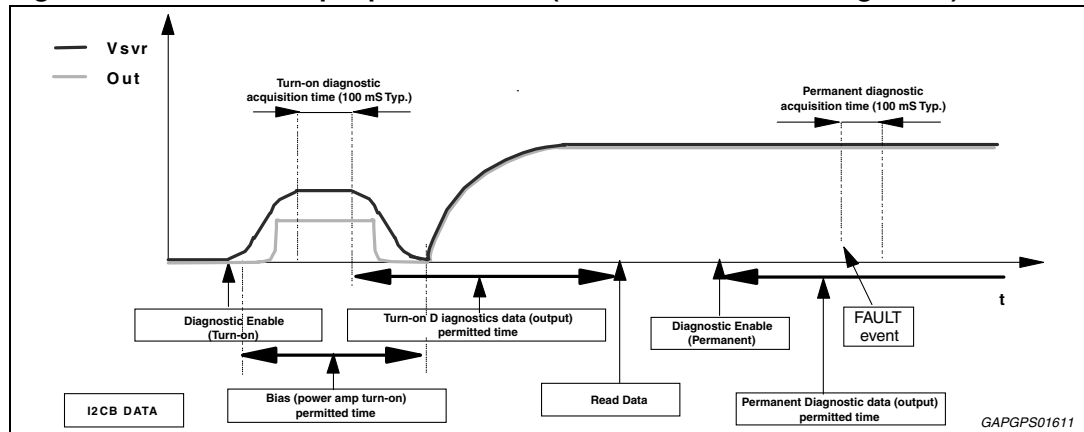 Vsvr
Out
Turn-on diagnostic
acquisition time (100 mS Typ.)
Permanent diagnostic
acquisition time (100 mS Typ.)
t
Diagnostic Enable
(Turn-on)
Turn-on D iagnostics data (output)
permitted time
Diagnostic Enable
(Permanent)
FAULT
event
Bias (power amp turn-on)
permitted time
Read Data
Permanent Diagnostic data (output)
permitted time
I2CB DATA
GAPGPS01611